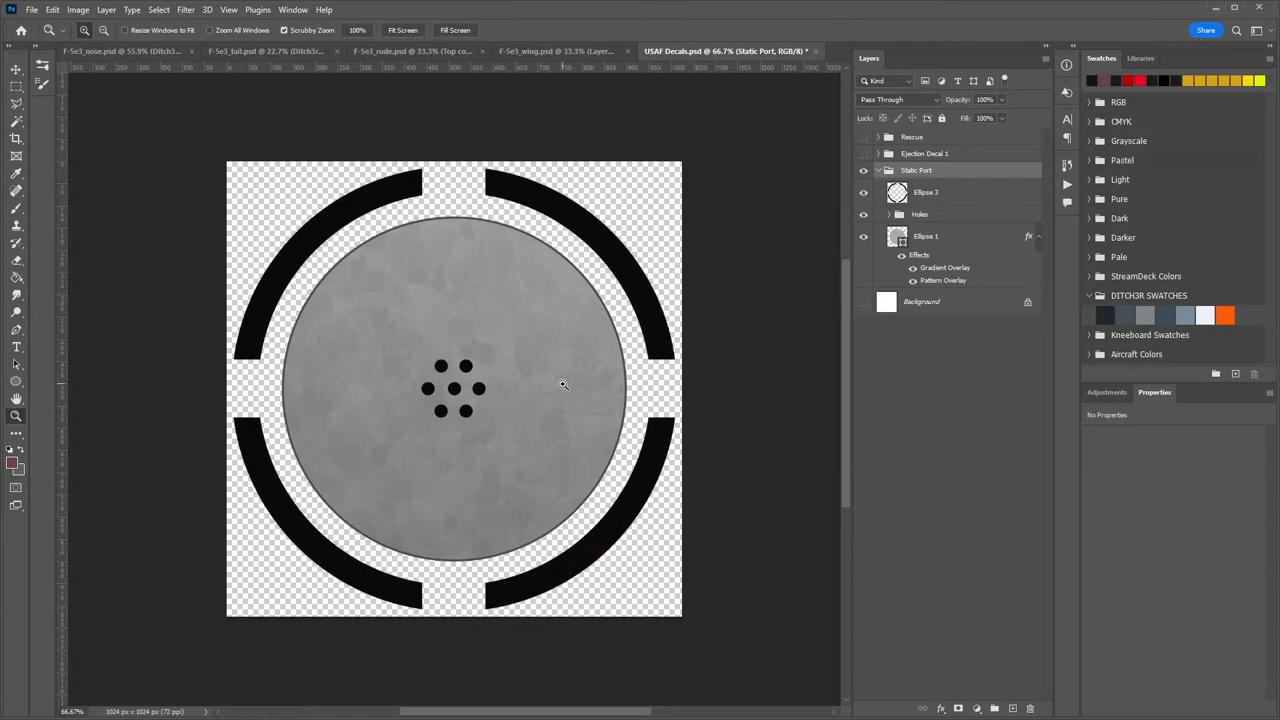 File Edit Image Layer Type Select Filter 3D View Plugins Window Help
Resize Windows to Fit Zoom All Windows Scrubby Zoom 100% Fit Screen Fill Screen Share
F-5e3_nose.psd @ 55.9% (Ditch3... × F-5e3_tail.psd @ 22.7% (Ditch3r... × F-5e3_rude.psd @ 33.3% (Top co... × F-5e3_wing.psd @ 33.3% (Layer... × USAF Decals.psd @ 66.7% (Static Port, RGB/8) * ×
Layers
Kind
Pass Through Opacity: 100%
Lock: Fill: 100%
Rescue
Ejection Decal 1
Static Port
Ellipse 3
Holes
Ellipse 1 fx
Effects
Gradient Overlay
Pattern Overlay
Background
Swatches Libraries
RGB
CMYK
Grayscale
Pastel
Light
Pure
Dark
Darker
Pale
StreamDeck Colors
DITCH3R SWATCHES
Kneeboard Swatches
Aircraft Colors
Adjustments Properties
No Properties
66.67% 1024 px x 1024 px (72 ppi)